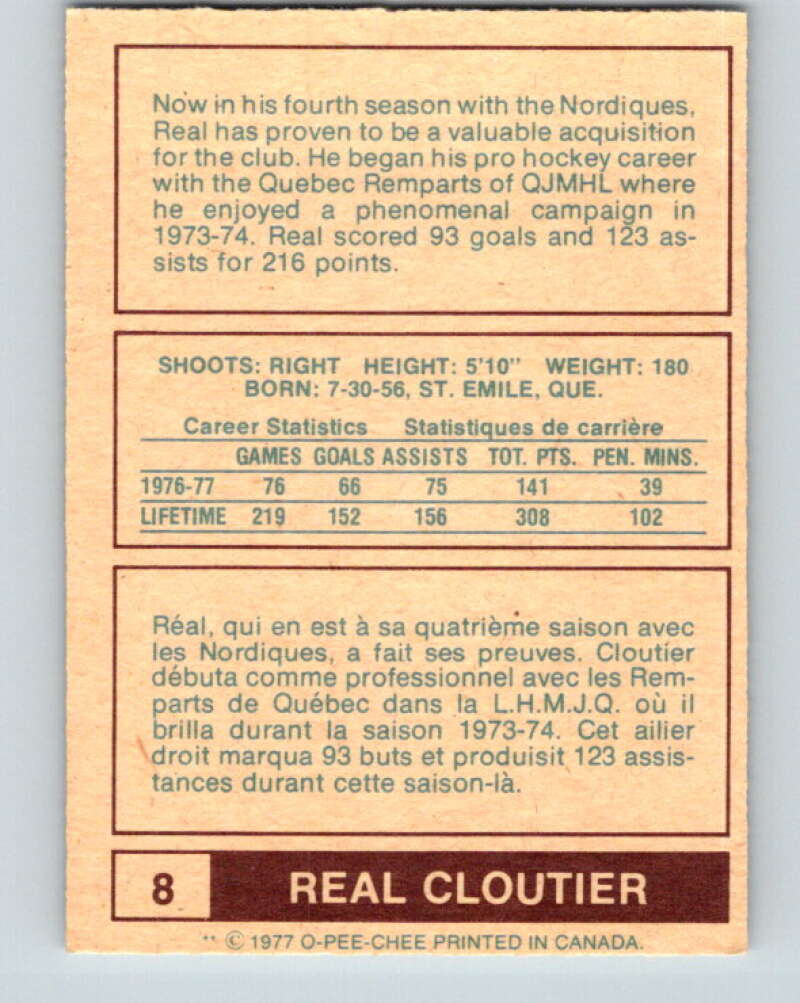 Now in his fourth season with the Nordiques,
Real has proven to be a valuable acquisition
for the club. He began his pro hockey career
with the Quebec Remparts of QJMHL where
he enjoyed a phenomenal campaign in
1973-74. Real scored 93 goals and 123 as-
sists for 216 points.
SHOOTS: RIGHT HEIGHT: 5'10" WEIGHT: 180
BORN: 7-30-56, ST. EMILE, QUE.
Career Statistics Statistiques de carrière
GAMES GOALS ASSISTS TOT. PTS. PEN. MINS.
1976-77 76 66 75 141 39
LIFETIME 219 152 156 308 102
Réal, qui en est à sa quatrième saison avec
les Nordiques, a fait ses preuves. Cloutier
débuta comme professionnel avec les Rem-
parts de Québec dans la L.H.M.J.Q. où il
brilla durant la saison 1973-74. Cet ailier
droit marqua 93 buts et produisit 123 assis-
tances durant cette saison-là.
8 REAL CLOUTIER
** © 1977 O-PEE-CHEE PRINTED IN CANADA.